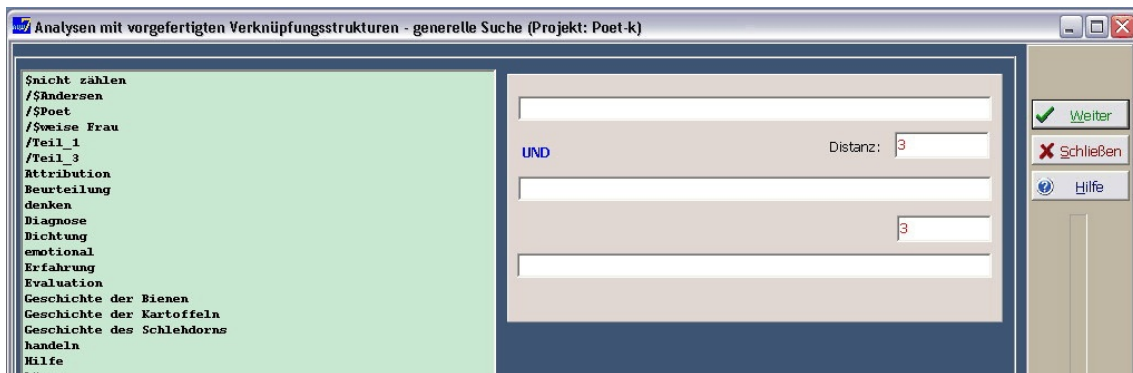 Analysen mit vorgefertigten Verknüpfungsstrukturen - generelle Suche (Projekt: Poet-k)
$nicht zählen
/$Andersen
/$Poet
/$weise Frau
/Teil_1
/Teil_3
Attribution
Beurteilung
denken
Diagnose
Dichtung
emotional
Erfahrung
Evaluation
Geschichte der Bienen
Geschichte der Kartoffeln
Geschichte des Schlehdorns
handeln
Hilfe
UND
Distanz: 3
3
Weiter
Schließen
Hilfe